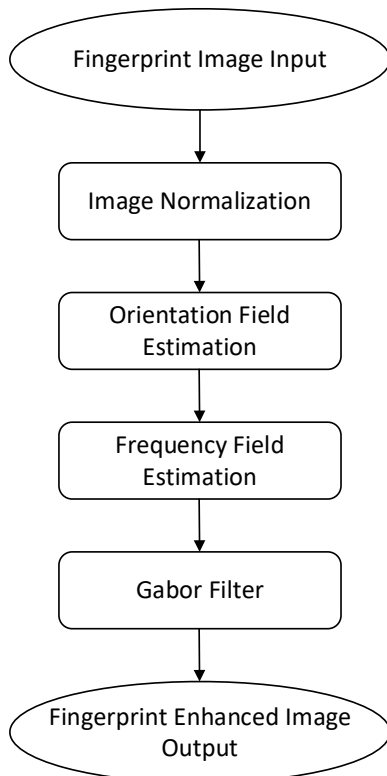 Fingerprint Image Input
Image Normalization
Orientation Field
Estimation
Frequency Field
Estimation
Gabor Filter
Fingerprint Enhanced Image
Output